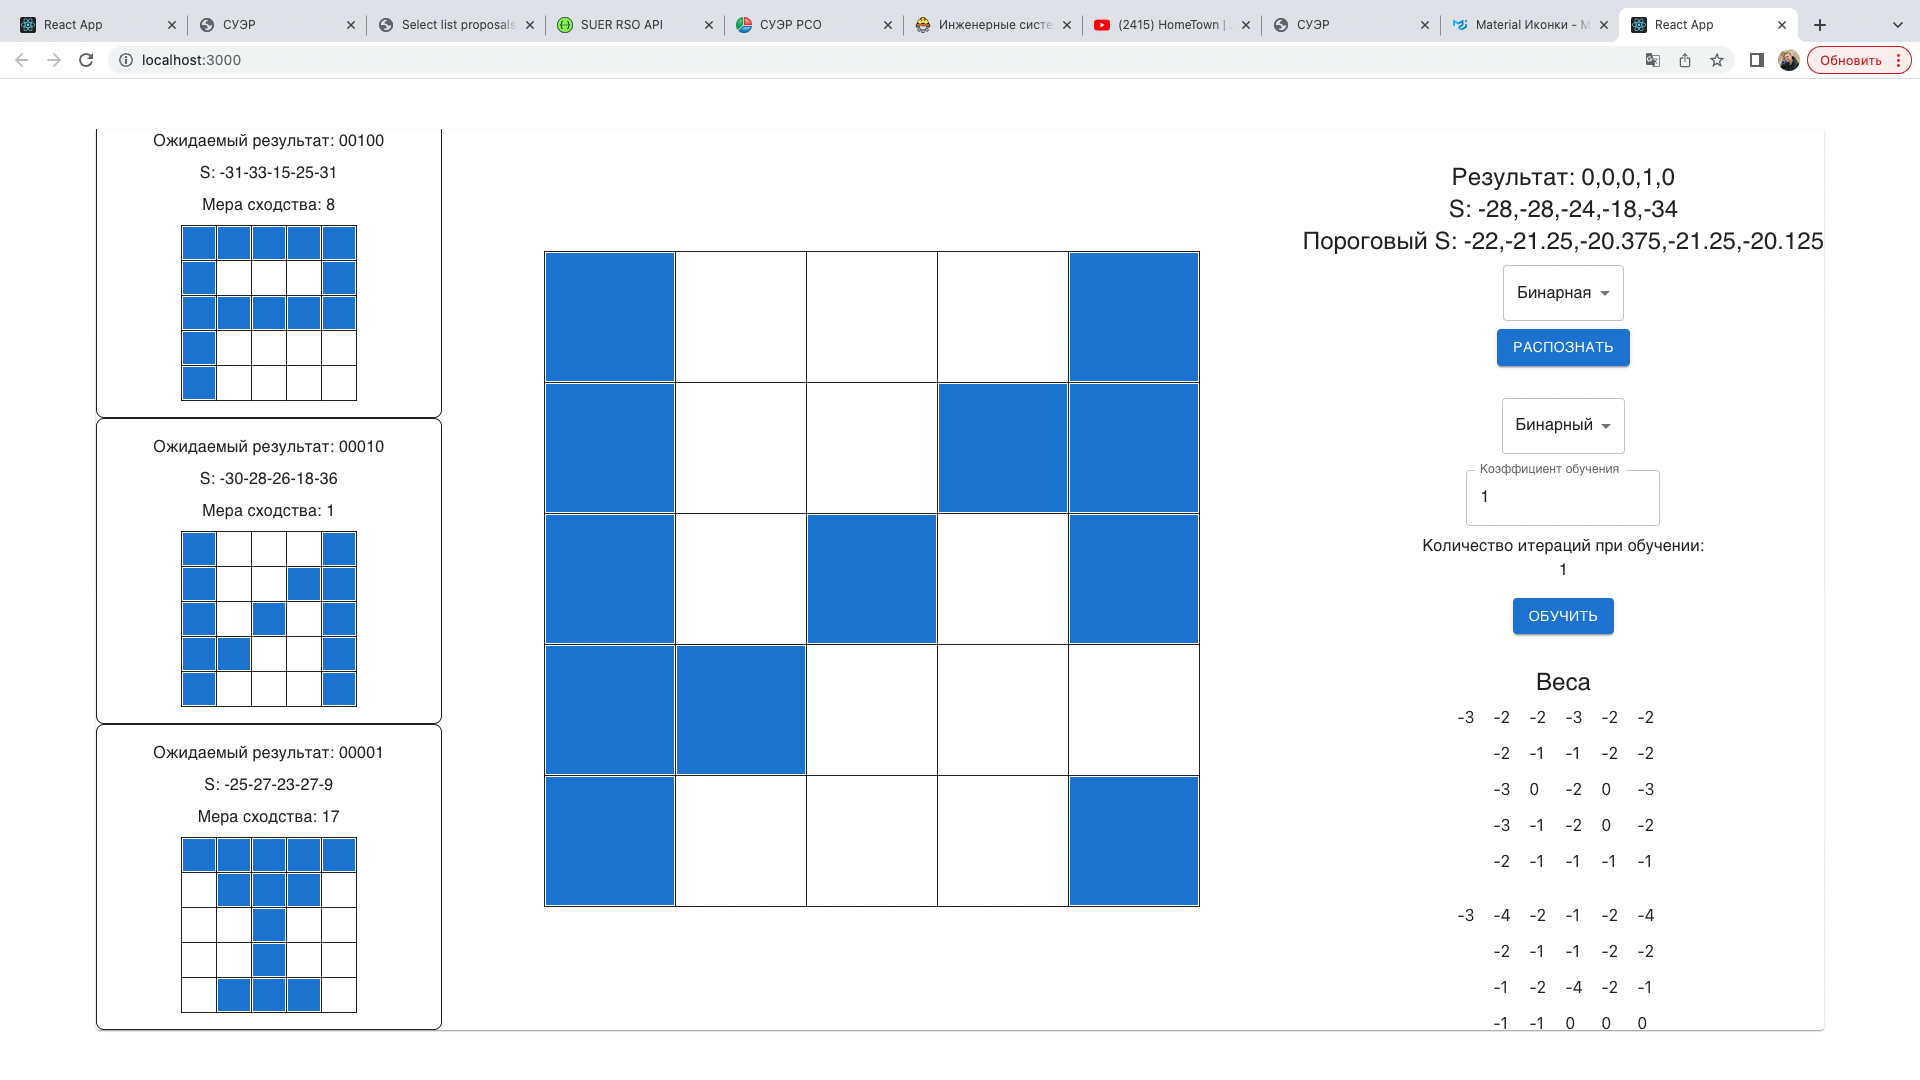 React App
СУЭР
Select list proposals
SUER RSO API
СУЭР РСО
Инженерные систе
(2415) HomeTown |
СУЭР
Material Иконки - M
React App
localhost:3000
Обновить
Ожидаемый результат: 00100
S: -31-33-15-25-31
Мера сходства: 8
Ожидаемый результат: 00010
S: -30-28-26-18-36
Мера сходства: 1
Ожидаемый результат: 00001
S: -25-27-23-27-9
Мера сходства: 17
Результат: 0,0,0,1,0
S: -28,-28,-24,-18,-34
Пороговый S: -22,-21.25,-20.375,-21.25,-20.125
Бинарная
РАСПОЗНАТЬ
Бинарный
Коэффициент обучения
1
Количество итераций при обучении:
1
ОБУЧИТЬ
Веса
-3 -2 -2 -3 -2 -2
-2 -1 -1 -2 -2
-3 0 -2 0 -3
-3 -1 -2 0 -2
-2 -1 -1 -1 -1
-3 -4 -2 -1 -2 -4
-2 -1 -1 -2 -2
-1 -2 -4 -2 -1
-1 -1 0 0 0